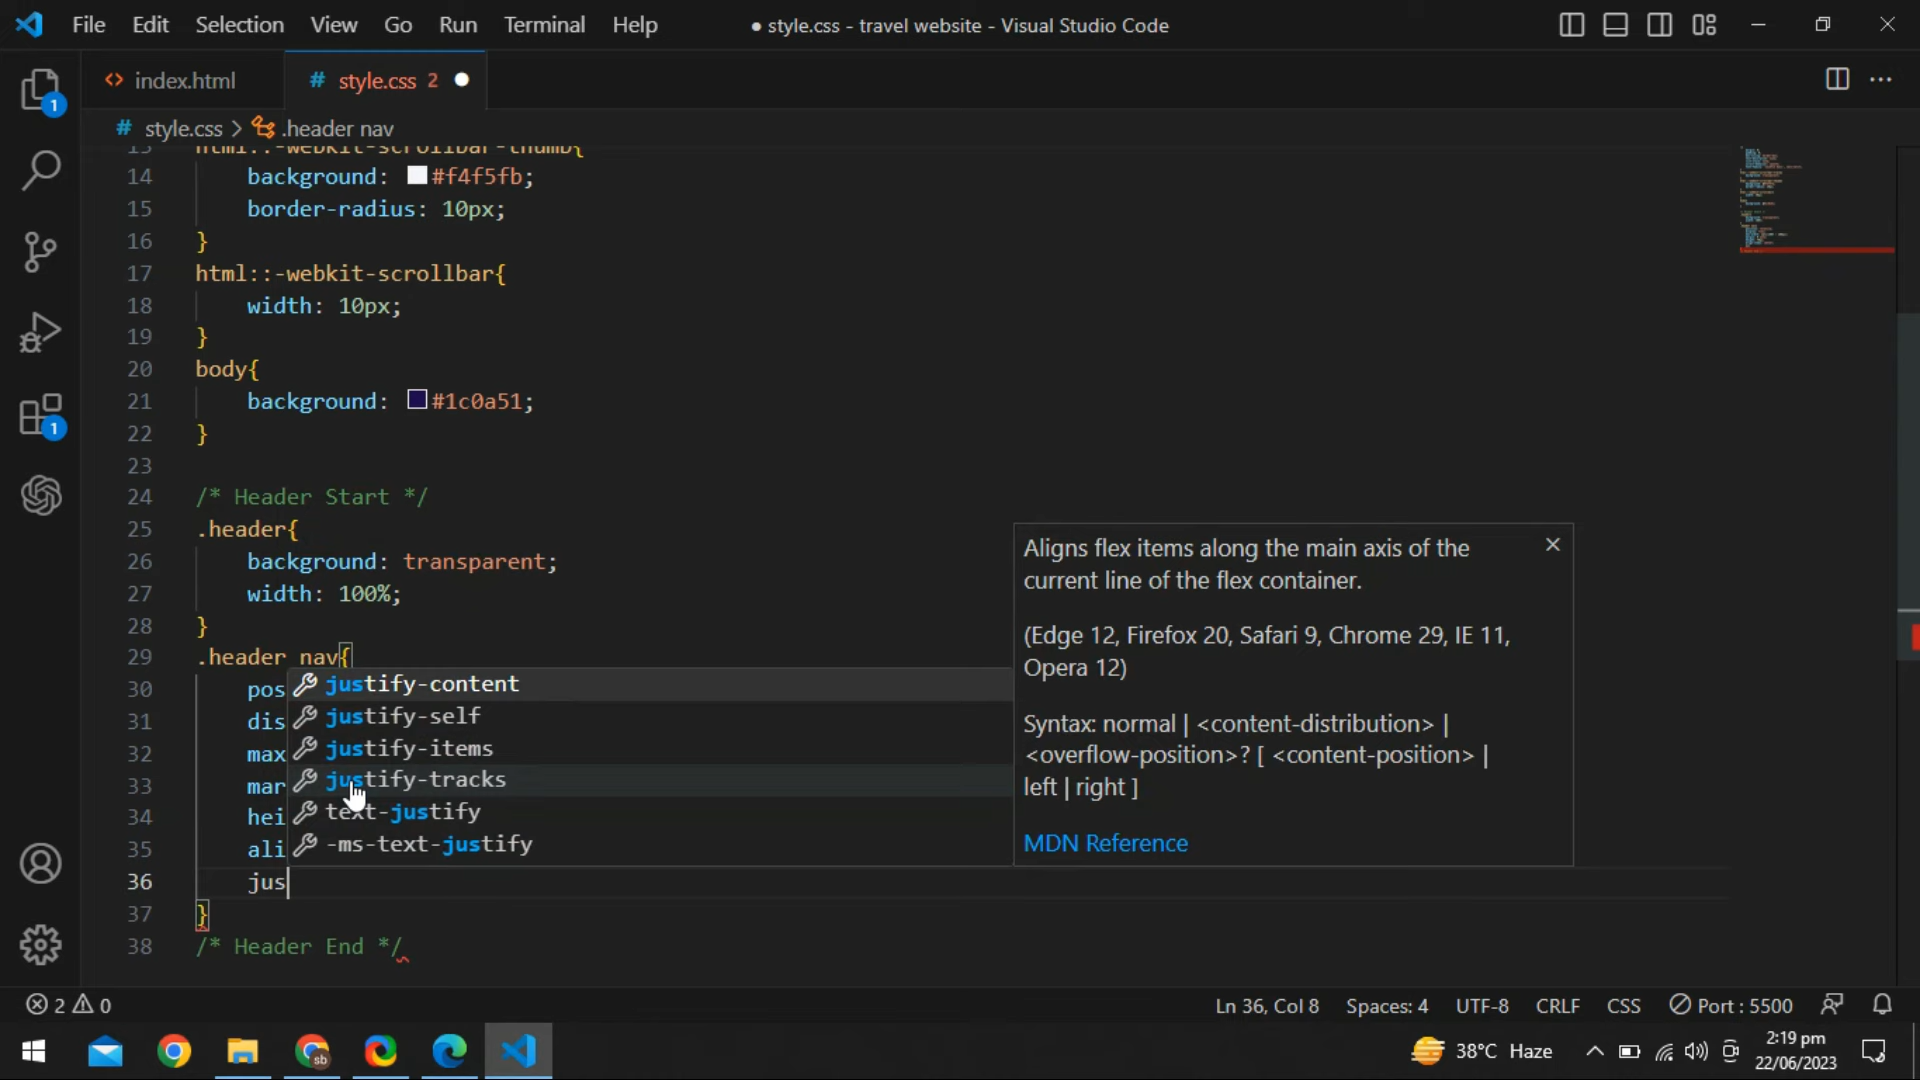 File Edit Selection View Go Run Terminal Help
● style.css - travel website - Visual Studio Code
<> index.html
# style.css 2 ●
# style.css > .header nav
13 html::-webkit-scrollbar-thumb{
14 background: #f4f5fb;
15 border-radius: 10px;
16 }
17 html::-webkit-scrollbar{
18 width: 10px;
19 }
20 body{
21 background: #1c0a51;
22 }
23
24 /* Header Start */
25 .header{
26 background: transparent;
27 width: 100%;
28 }
29 .header nav{
30 pos
31 dis
32 max
33 mar
34 hei
35 ali
36 jus
37 }
38 /* Header End */
justify-content
justify-self
justify-items
justify-tracks
text-justify
-ms-text-justify
Aligns flex items along the main axis of the
current line of the flex container.
(Edge 12, Firefox 20, Safari 9, Chrome 29, IE 11,
Opera 12)
Syntax: normal | <content-distribution> |
<overflow-position>? [ <content-position> |
left | right ]
MDN Reference
1
1
2 0
Ln 36, Col 8 Spaces: 4 UTF-8 CRLF CSS Port : 5500
sb
38°C Haze
2:19 pm
22/06/2023